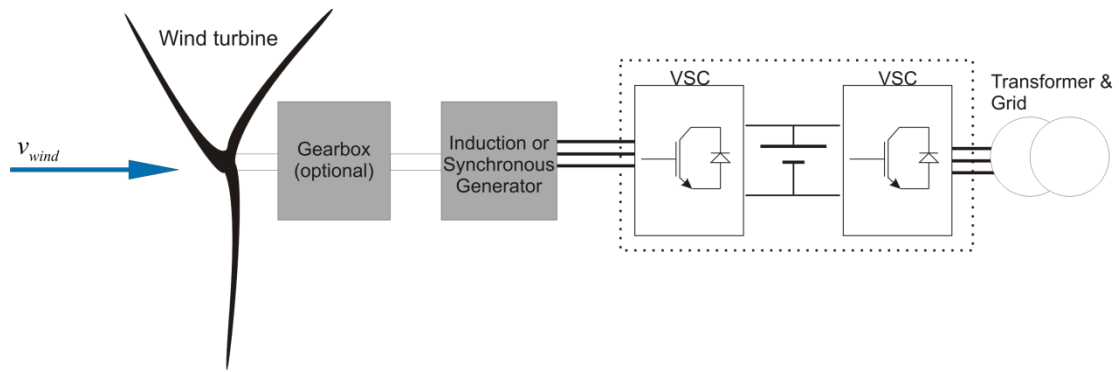 Wind turbine
v_wind
Gearbox
(optional)
Induction or
Synchronous
Generator
VSC
VSC
Transformer &
Grid